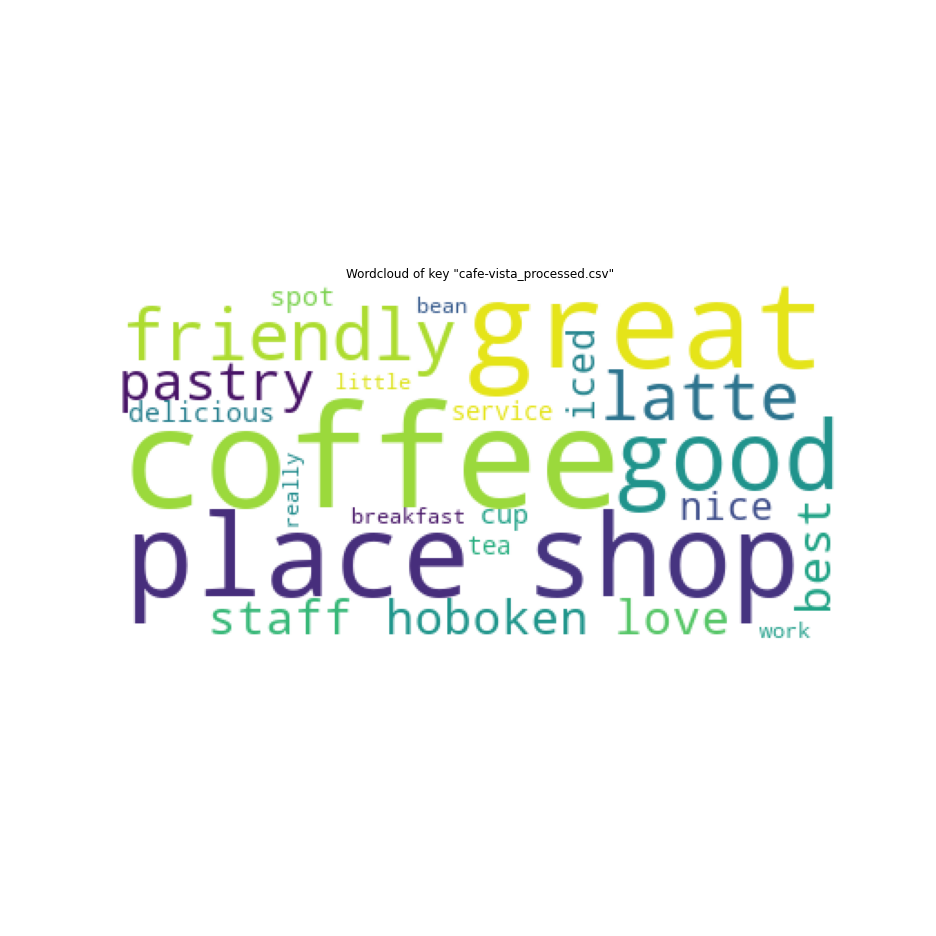 Wordcloud of key "cafe-vista_processed.csv"
spot
bean
friendly
great
iced
pastry
little
latte
delicious
service
coffee
good
really
nice
breakfast
cup
best
place shop
tea
staff
hoboken
love
work